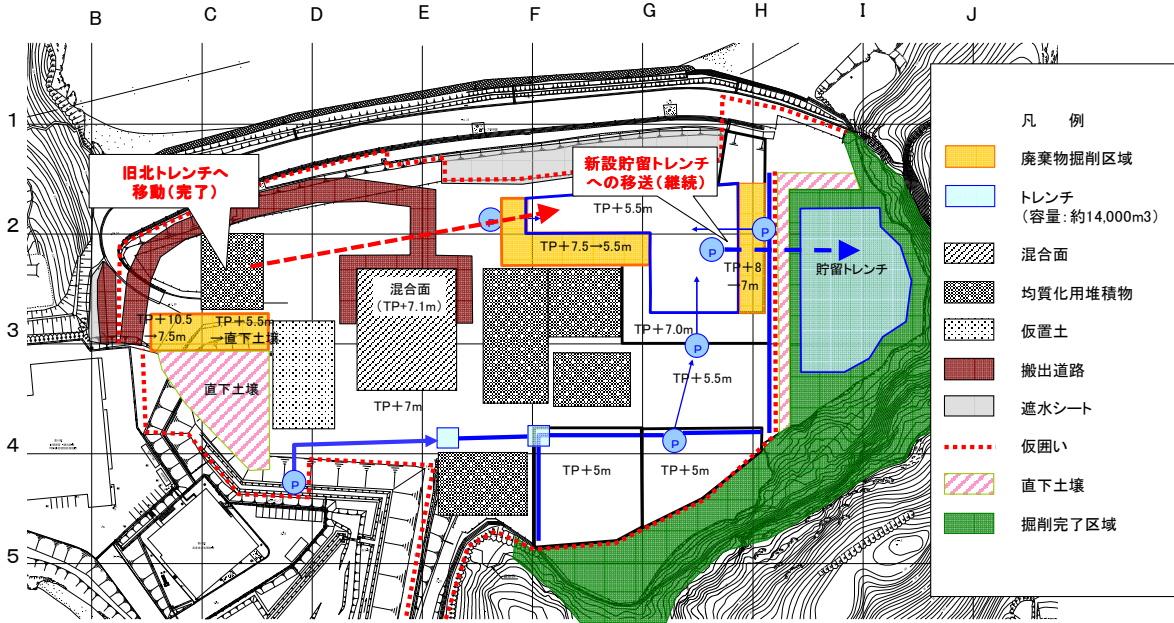 B C D E F G H I J
1
2
3
4
5
旧北トレンチへ
移動(完了)
新設貯留トレンチ
への移送(継続)
TP+5.5m
P
P
P
TP+7.5→5.5m
TP+8
→7m
貯留トレンチ
混合面
(TP+7.1m)
TP+10.5
→7.5m
TP+5.5m
→直下土壌
TP+7.0m
P
TP+5.5m
直下土壌
TP+7m
P
P
TP+5m
TP+5m
凡 例
廃棄物掘削区域
トレンチ
(容量:約14,000m3)
混合面
均質化用堆積物
仮置土
搬出道路
遮水シート
仮囲い
直下土壌
掘削完了区域